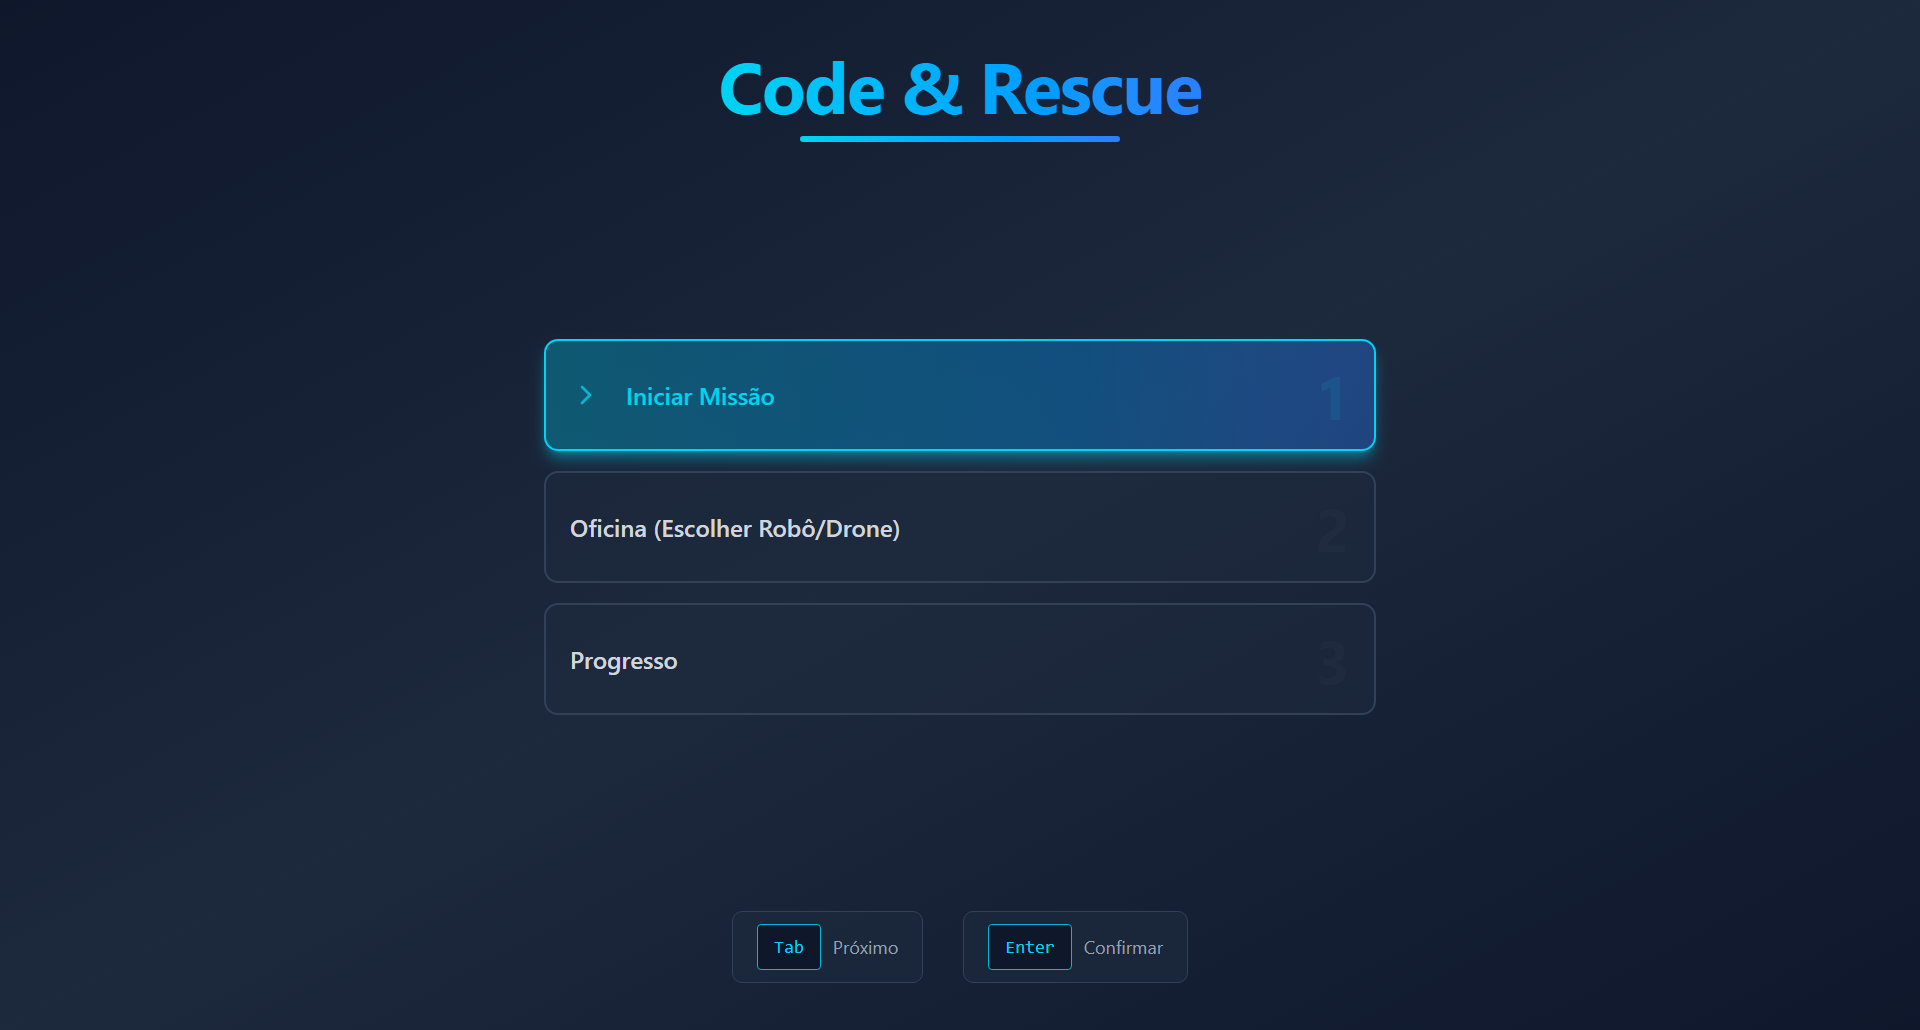 Code & Rescue
Iniciar Missão 1
Oficina (Escolher Robô/Drone) 2
Progresso 3
Tab Próximo Enter Confirmar